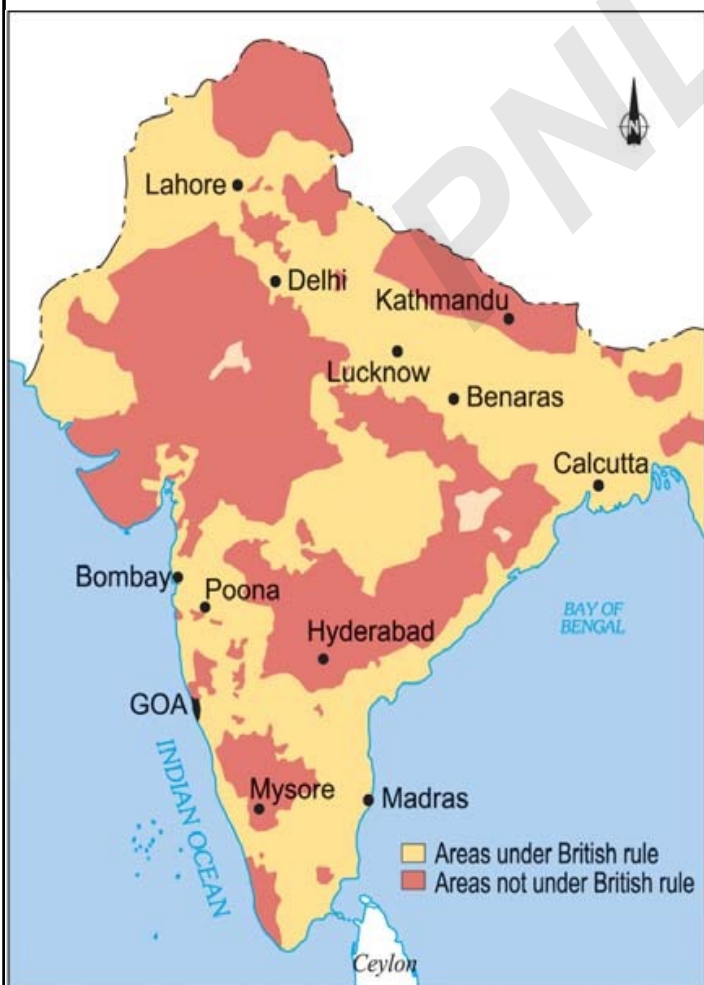 PNL
N
Lahore
Delhi
Kathmandu
Lucknow
Benaras
Calcutta
Bombay
Poona
BAY OF
BENGAL
Hyderabad
GOA
INDIAN OCEAN
Mysore
Madras
Areas under British rule
Areas not under British rule
Ceylon